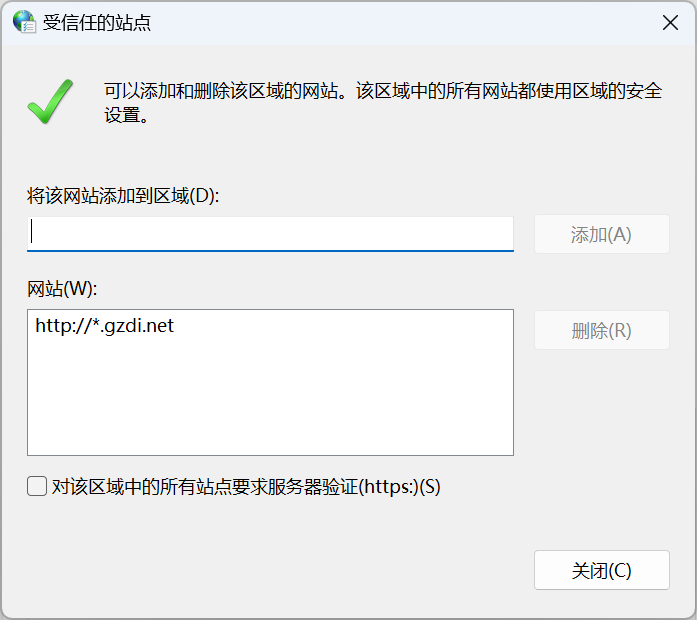 受信任的站点
可以添加和删除该区域的网站。该区域中的所有网站都使用区域的安全
设置。
将该网站添加到区域(D):
添加(A)
网站(W):
http://*.gzdi.net
删除(R)
对该区域中的所有站点要求服务器验证(https:)(S)
关闭(C)